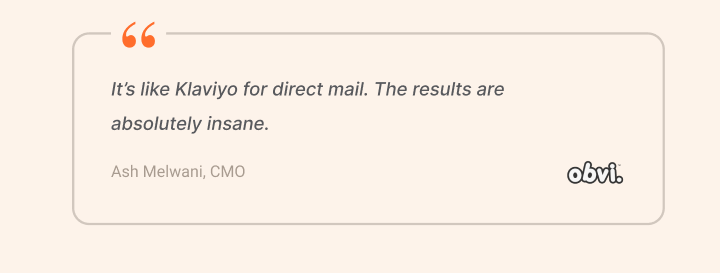 It’s like Klaviyo for direct mail. The results are
absolutely insane.
Ash Melwani, CMO
obvi.